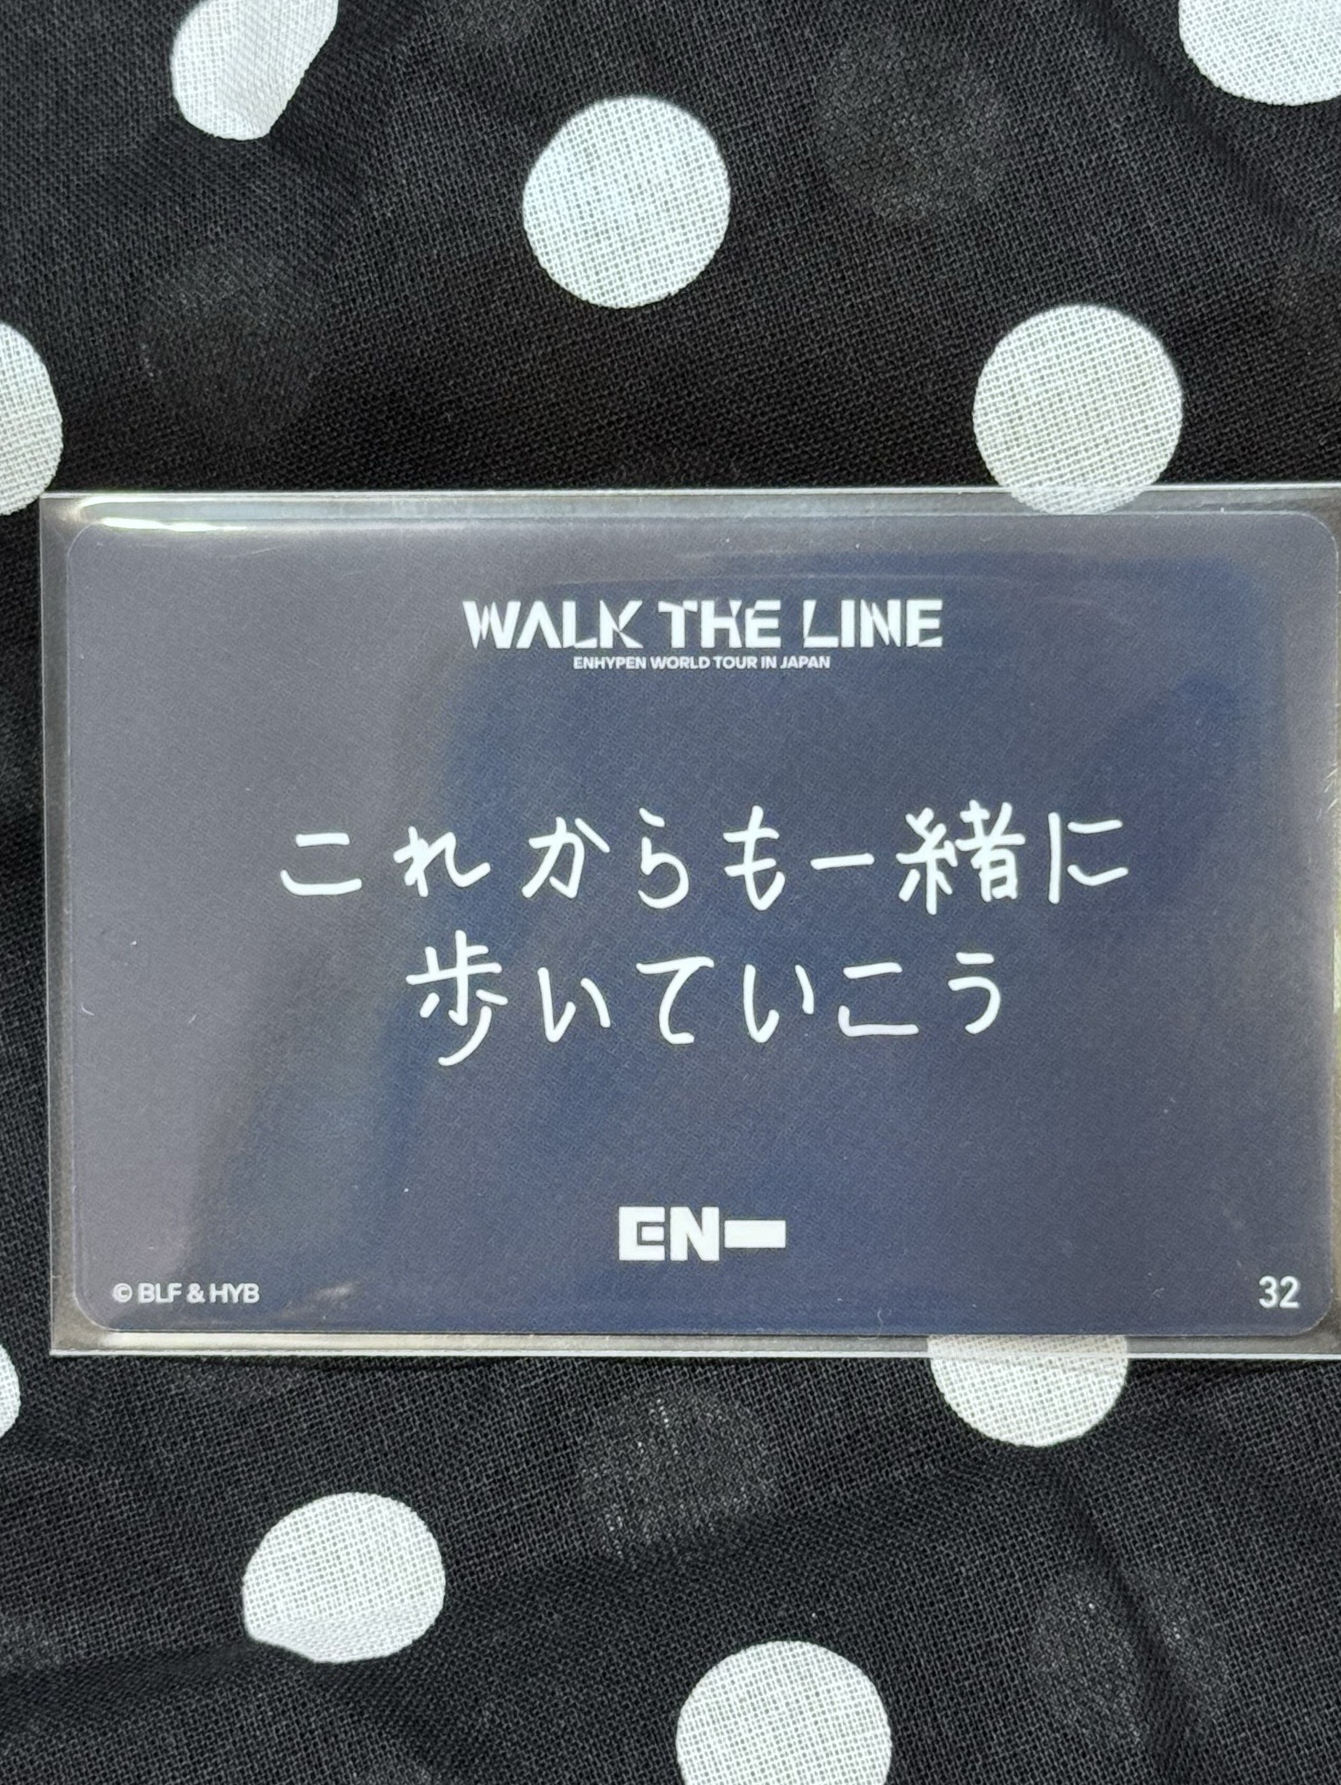 WALK THE LINE
ENHYPEN WORLD TOUR IN JAPAN
これからも一緒に
歩いていこう
EN-
© BLF & HYB
32